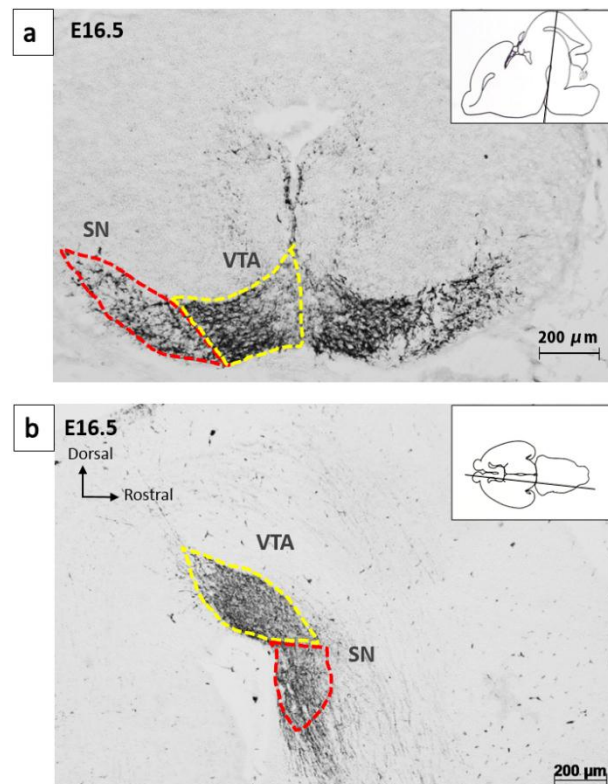 a
E16.5
SN
VTA
200 μm
b
E16.5
Dorsal
Rostral
VTA
SN
200 μm